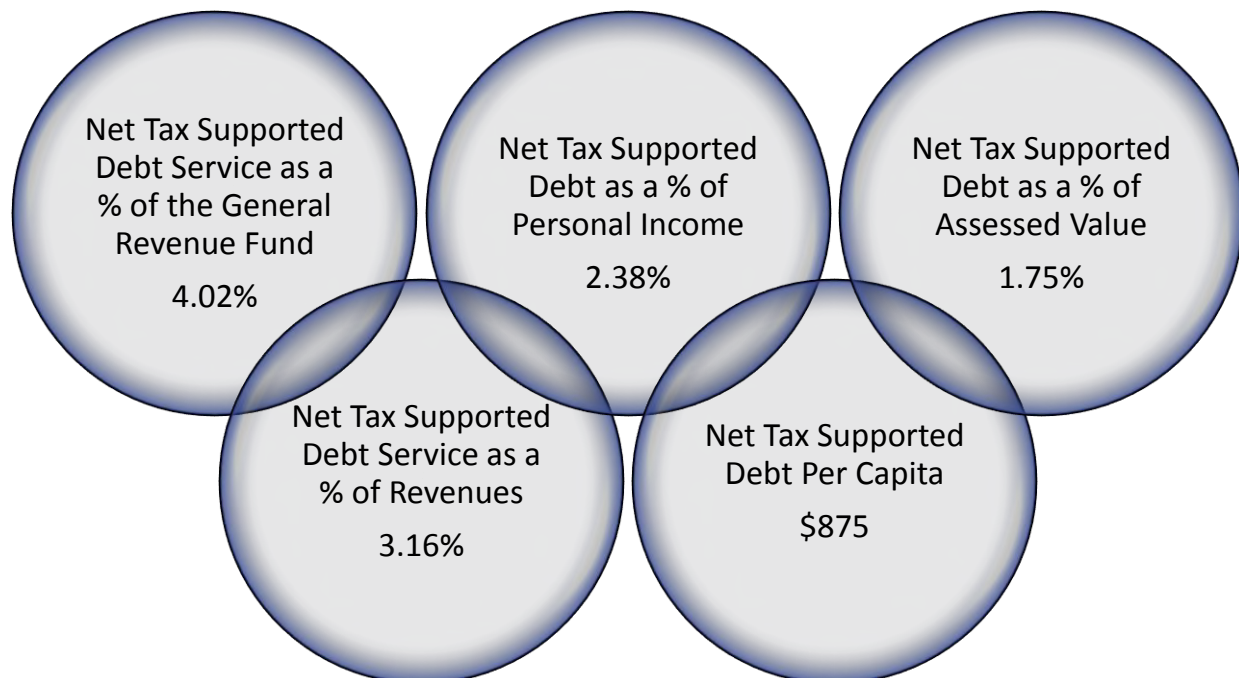 Net Tax Supported
Debt Service as a
% of the General
Revenue Fund
4.02%
Net Tax Supported
Debt Service as a
% of Revenues
3.16%
Net Tax Supported
Debt as a % of
Personal Income
2.38%
Net Tax Supported
Debt Per Capita
$875
Net Tax Supported
Debt as a % of
Assessed Value
1.75%